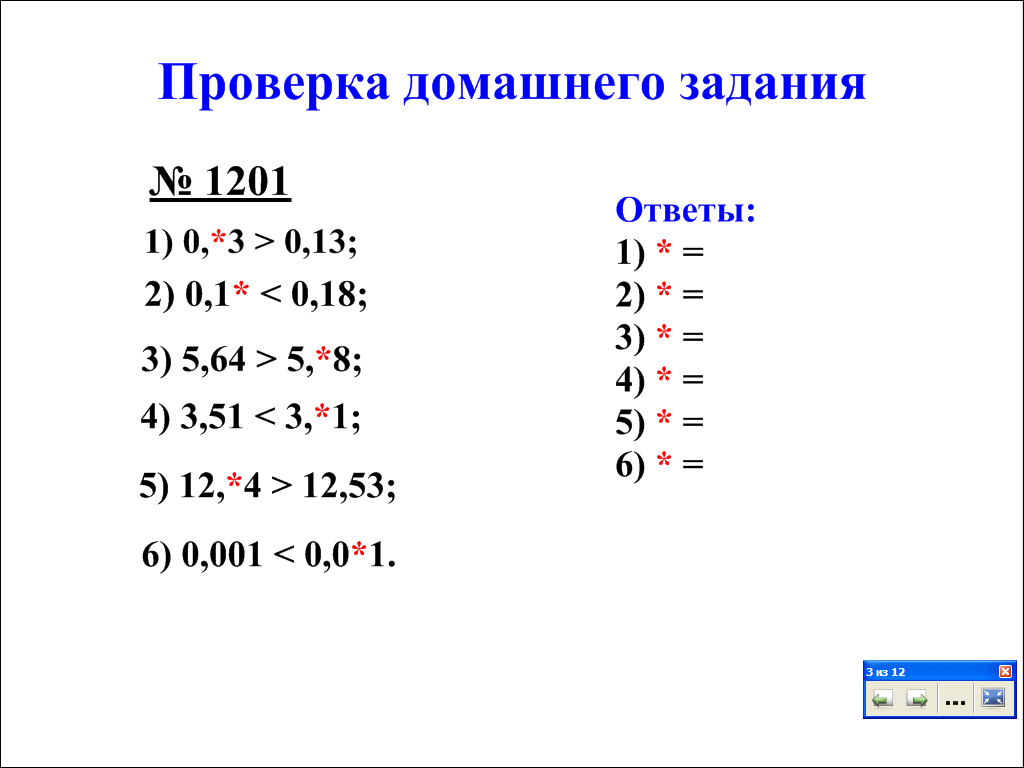 Проверка домашнего задания
№ 1201
1) 0,*3 > 0,13;
2) 0,1* < 0,18;
3) 5,64 > 5,*8;
4) 3,51 < 3,*1;
5) 12,*4 > 12,53;
6) 0,001 < 0,0*1.
Ответы:
1) * =
2) * =
3) * =
4) * =
5) * =
6) * =
3 из 12
...